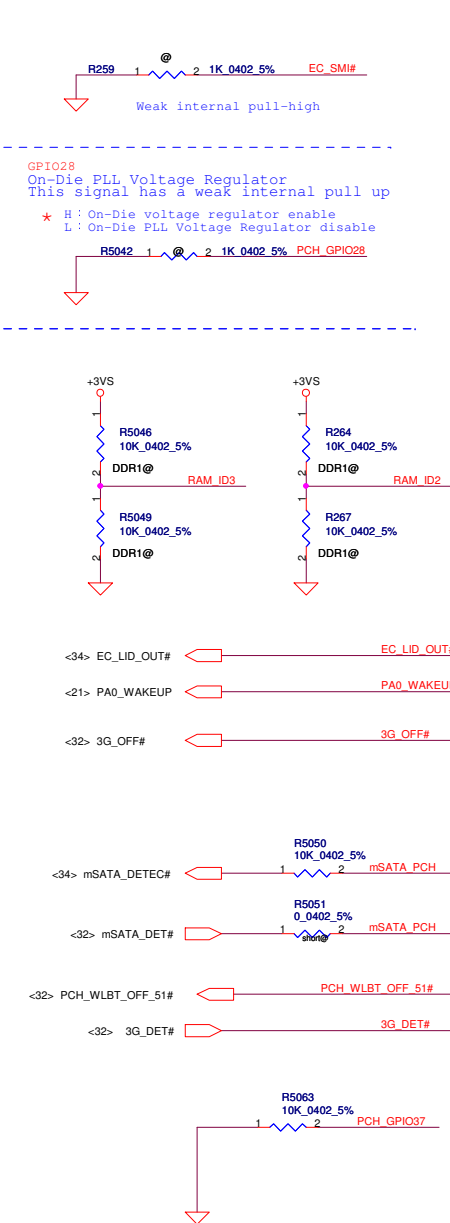 @
R259 1 2 1K_0402_5% EC_SMI#
Weak internal pull-high
GPIO28
On-Die PLL Voltage Regulator
This signal has a weak internal pull up
* H:On-Die voltage regulator enable
L:On-Die PLL Voltage Regulator disable
R5042 1 @ 2 1K_0402_5% PCH_GPIO28
+3VS +3VS
1 1
R5046 R264
10K_0402_5% 10K_0402_5%
2 DDR1@ 2 DDR1@
RAM_ID3 RAM_ID2
1 1
R5049 R267
10K_0402_5% 10K_0402_5%
2 DDR1@ 2 DDR1@
<34> EC_LID_OUT# EC_LID_OUT#
<21> PA0_WAKEUP PA0_WAKEU
<32> 3G_OFF# 3G_OFF#
R5050
10K_0402_5%
<34> mSATA_DETEC# 1 2 mSATA_PCH
R5051
0_0402_5%
<32> mSATA_DET# 1 2 mSATA_PCH
short@
<32> PCH_WLBT_OFF_51# PCH_WLBT_OFF_51#
<32> 3G_DET# 3G_DET#
R5063
10K_0402_5%
1 2 PCH_GPIO37